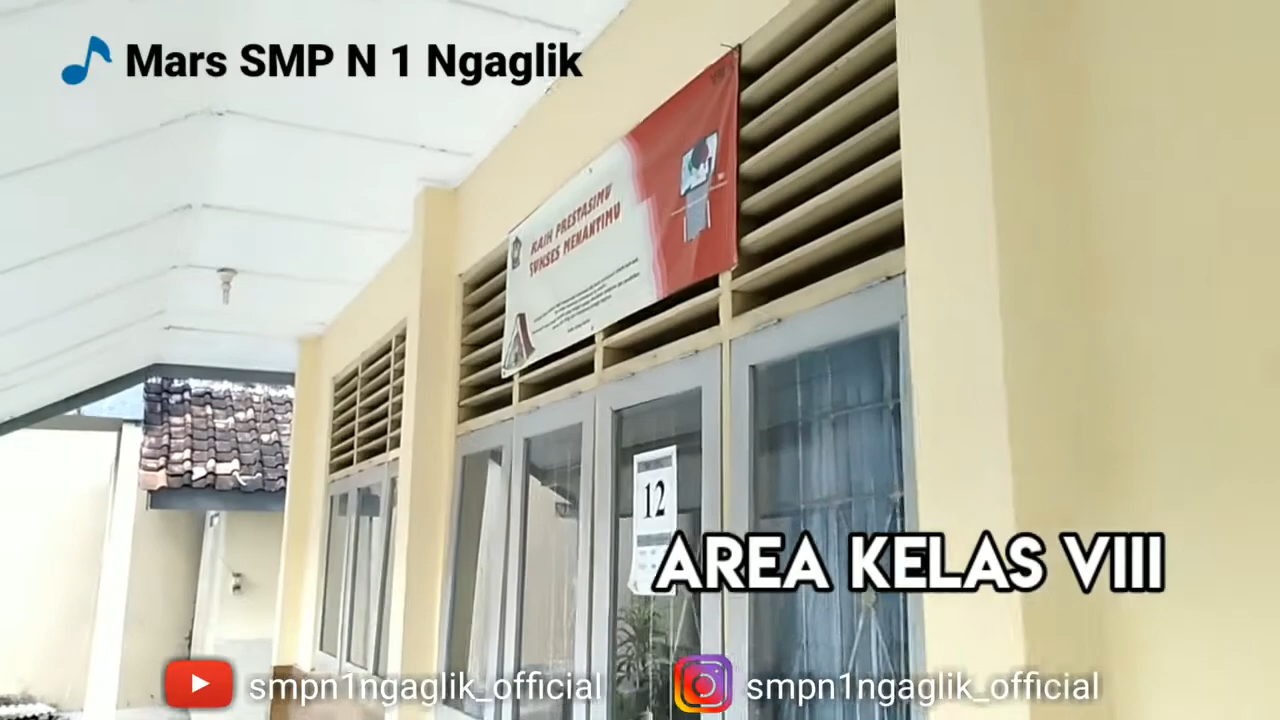 Mars SMP N 1 Ngaglik
RAIH PRESTASIMU
SUKSES MENANTIMU
12
AREA KELAS VIII
smpn1ngaglik_official
smpn1ngaglik_official